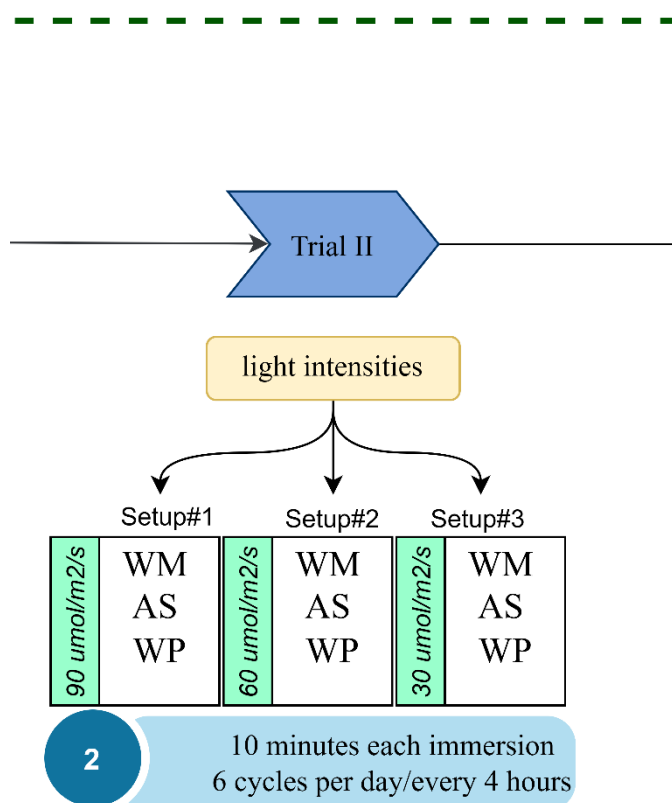 Trial II
light intensities
Setup#1
Setup#2
Setup#3
90 umol/m2/s
WM
AS
WP
60 umol/m2/s
WM
AS
WP
30 umol/m2/s
WM
AS
WP
2
10 minutes each immersion
6 cycles per day/every 4 hours